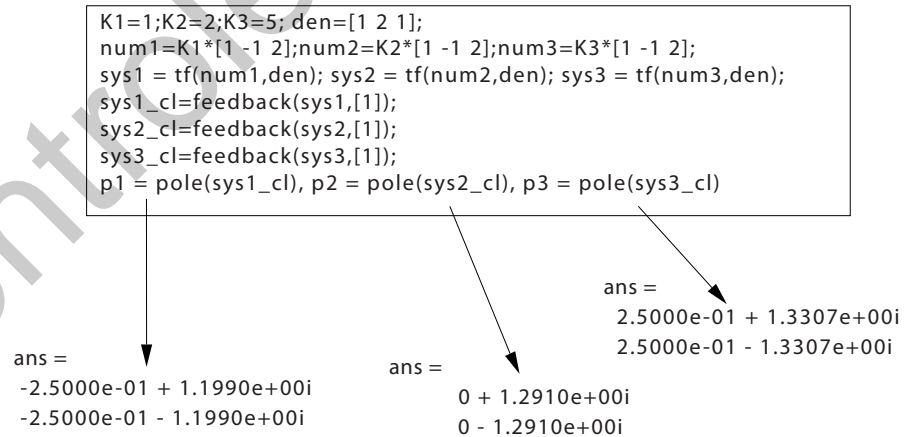 K1=1;K2=2;K3=5; den=[1 2 1];
num1=K1*[1 -1 2];num2=K2*[1 -1 2];num3=K3*[1 -1 2];
sys1 = tf(num1,den); sys2 = tf(num2,den); sys3 = tf(num3,den);
sys1_cl=feedback(sys1,[1]);
sys2_cl=feedback(sys2,[1]);
sys3_cl=feedback(sys3,[1]);
p1 = pole(sys1_cl), p2 = pole(sys2_cl), p3 = pole(sys3_cl)
ans =
-2.5000e-01 + 1.1990e+00i
-2.5000e-01 - 1.1990e+00i
ans =
0 + 1.2910e+00i
0 - 1.2910e+00i
ans =
2.5000e-01 + 1.3307e+00i
2.5000e-01 - 1.3307e+00i